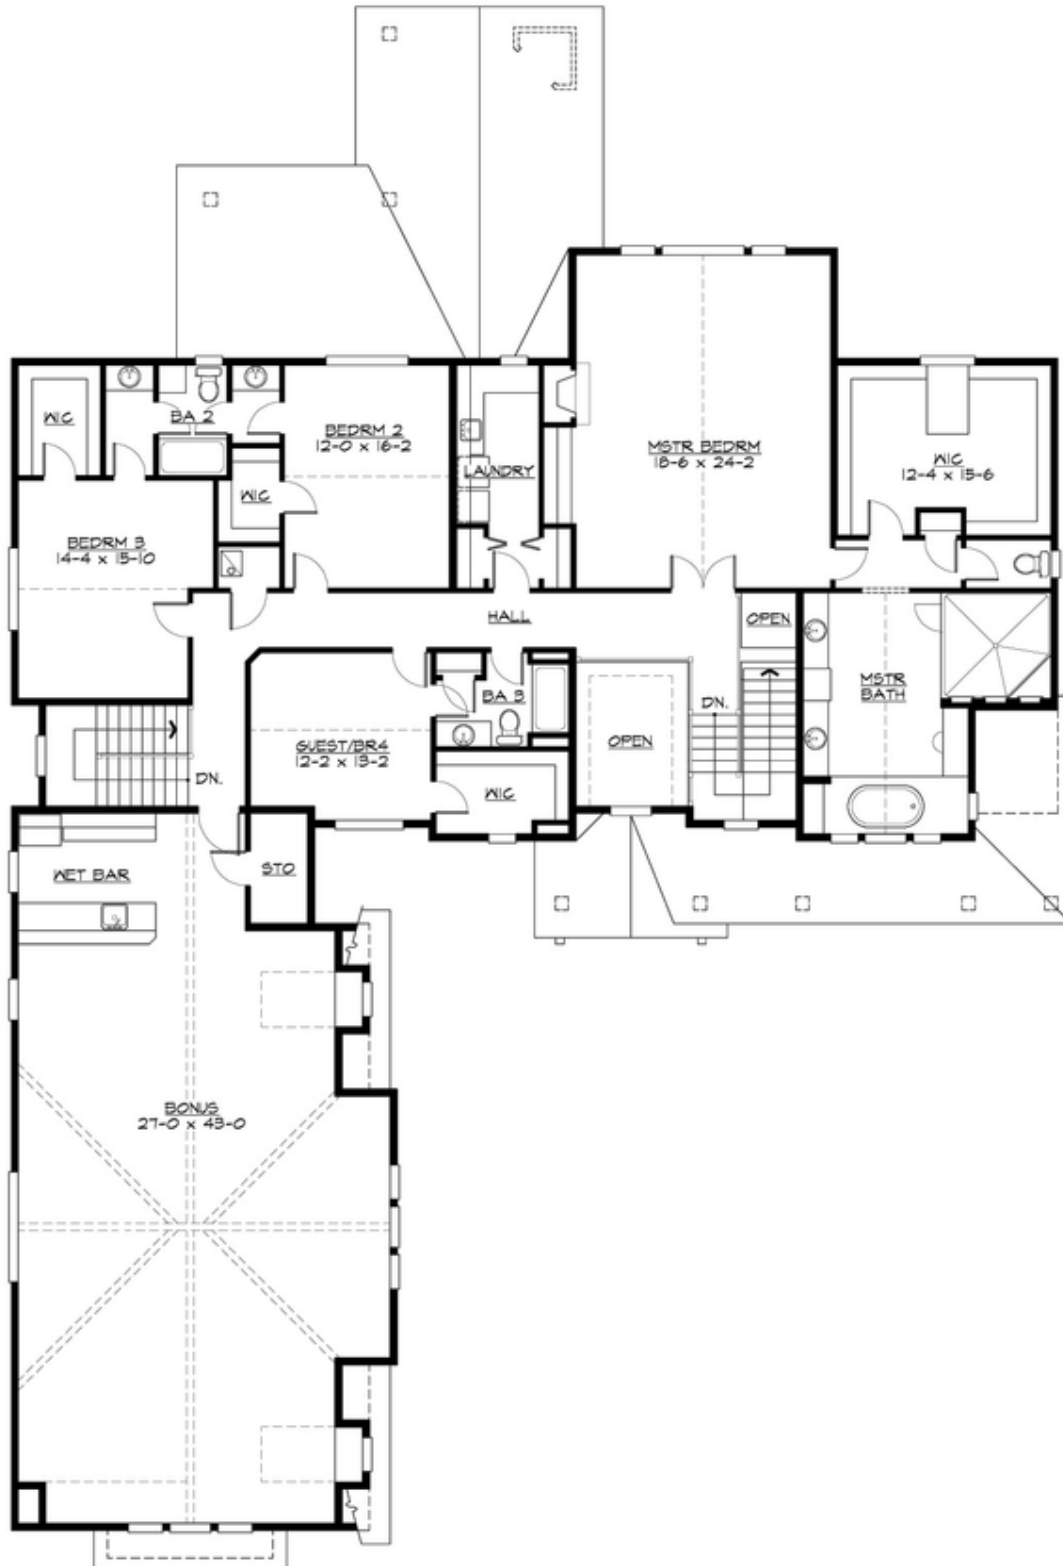 WIC
BA 2
BEDRM 2
12-0 x 16-2
LAUNDRY
MSTR BEDRM
18-6 x 24-2
WIC
12-4 x 15-6
WIC
BEDRM 3
14-4 x 15-10
HALL
OPEN
BA 3
MSTR
BATH
DN.
GUEST/BR4
12-2 x 13-2
OPEN
DN.
WIC
WET BAR
STO
BONUS
27-0 x 43-0